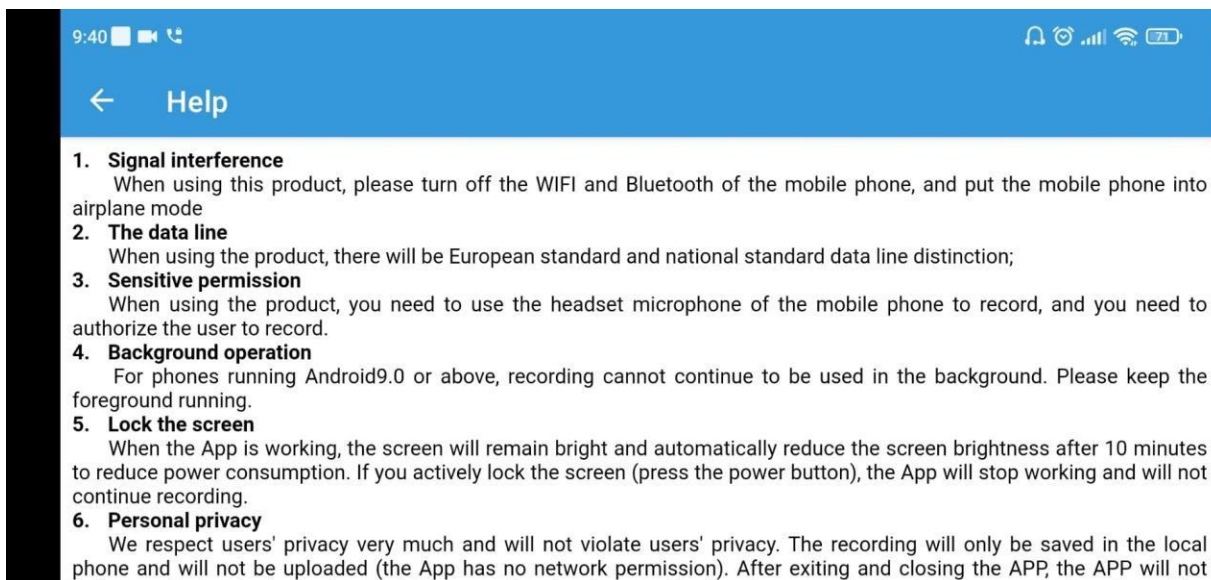 9:40
71
Help
1. Signal interference
When using this product, please turn off the WIFI and Bluetooth of the mobile phone, and put the mobile phone into
airplane mode
2. The data line
When using the product, there will be European standard and national standard data line distinction;
3. Sensitive permission
When using the product, you need to use the headset microphone of the mobile phone to record, and you need to
authorize the user to record.
4. Background operation
For phones running Android9.0 or above, recording cannot continue to be used in the background. Please keep the
foreground running.
5. Lock the screen
When the App is working, the screen will remain bright and automatically reduce the screen brightness after 10 minutes
to reduce power consumption. If you actively lock the screen (press the power button), the App will stop working and will not
continue recording.
6. Personal privacy
We respect users' privacy very much and will not violate users' privacy. The recording will only be saved in the local
phone and will not be uploaded (the App has no network permission). After exiting and closing the APP, the APP will not